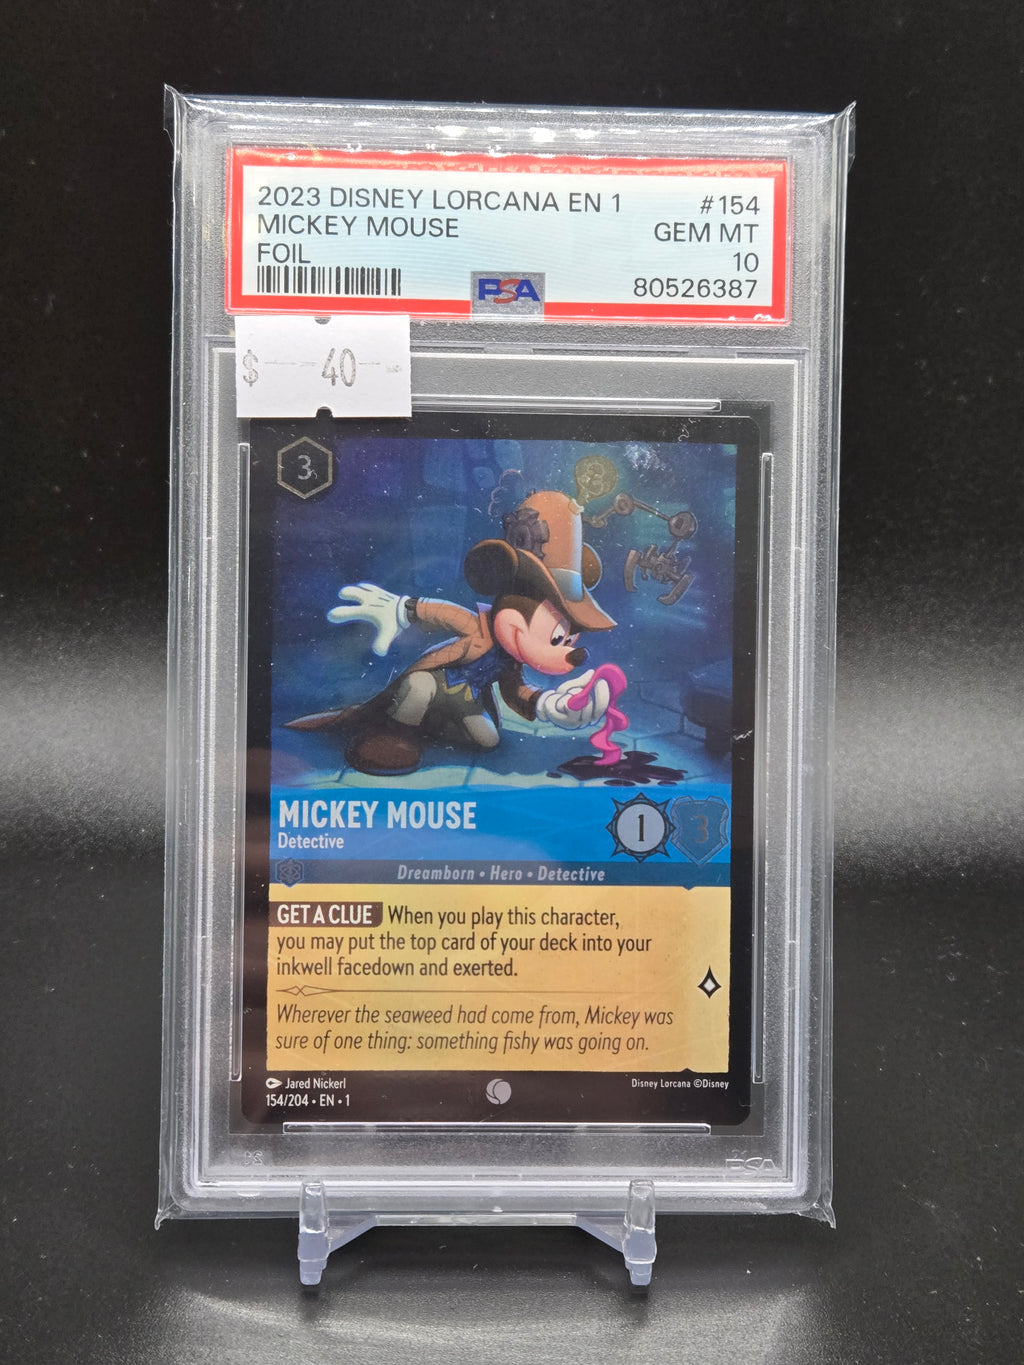 2023 DISNEY LORCANA EN 1 #154
MICKEY MOUSE GEM MT
FOIL 10
80526387
PSA
$ 40
3
MICKEY MOUSE
Detective
1 3
Dreamborn • Hero • Detective
GET A CLUE When you play this character,
you may put the top card of your deck into your
inkwell facedown and exerted.
Wherever the seaweed had come from, Mickey was
sure of one thing: something fishy was going on.
Jared Nickerl
Disney Lorcana ©Disney
154/204 • EN • 1
PSA